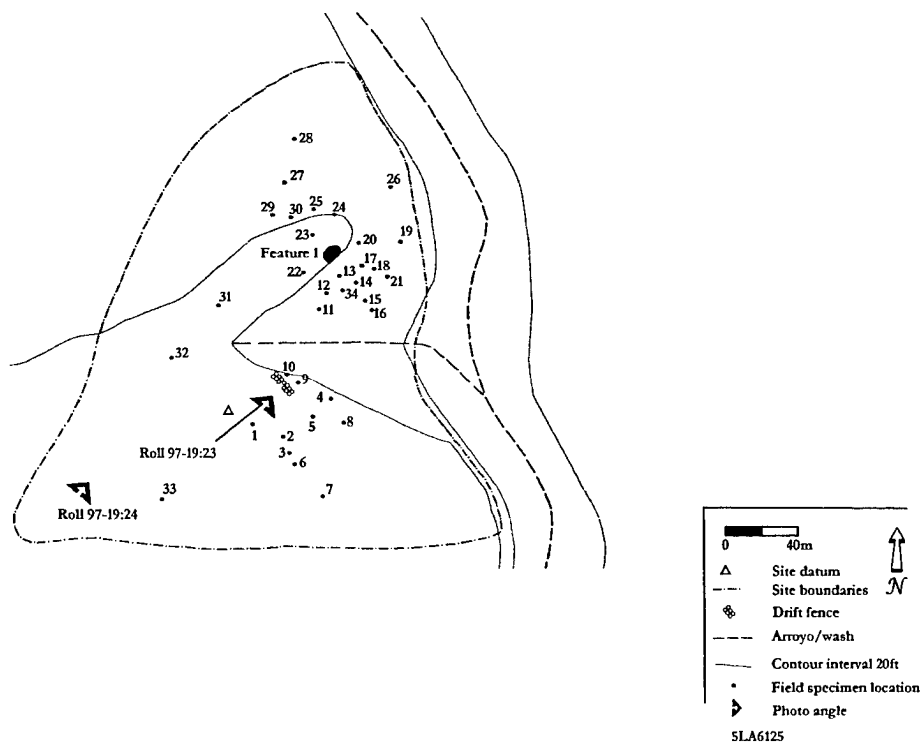 28
27
26
25
29
30
24
23
20
19
Feature 1
17
18
22
13
21
14
12
34
31
15
11
16
32
10
9
4
5
8
1
2
Roll 97-19:23
3
6
33
7
Roll 97-19:24
0 40m
N
Site datum
Site boundaries
Drift fence
Arroyo/wash
Contour interval 20ft
Field specimen location
Photo angle
5LA6125